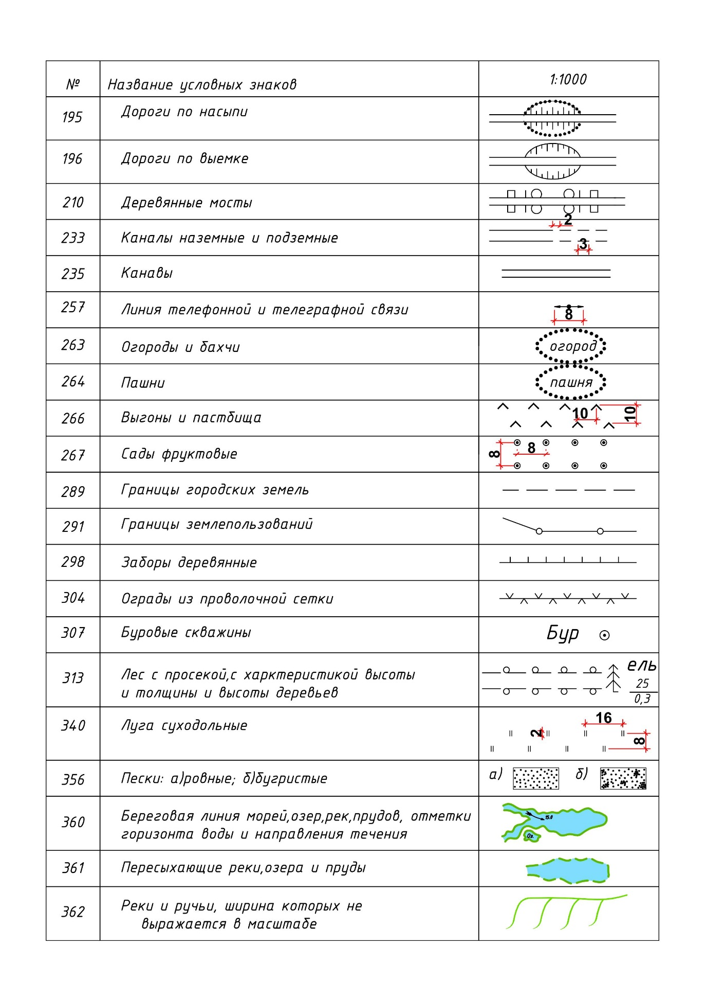 № Название условных знаков 1:1000
195 Дороги по насыпи
196 Дороги по выемке
210 Деревянные мосты
2
233 Каналы наземные и подземные
3
235 Канавы
257 Линия телефонной и телеграфной связи 8
263 Огороды и бахчи огород
264 Пашни пашня
266 Выгоны и пастбища 10 10
267 Сады фруктовые 8 8
289 Границы городских земель
291 Границы землепользований
298 Заборы деревянные
304 Ограды из проволочной сетки
307 Буровые скважины Бур
313 Лес с просекой,с харктеристикой высоты ель
и толщины и высоты деревьев 25
0,3
340 Луга суходольные 16
2 8
356 Пески: а)ровные; б)бугристые а) б)
360 Береговая линия морей,озер,рек,прудов, отметки 15.0
горизонта воды и направления течения Оз.
361 Пересыхающие реки,озера и пруды
362 Реки и ручьи, ширина которых не
выражается в масштабе